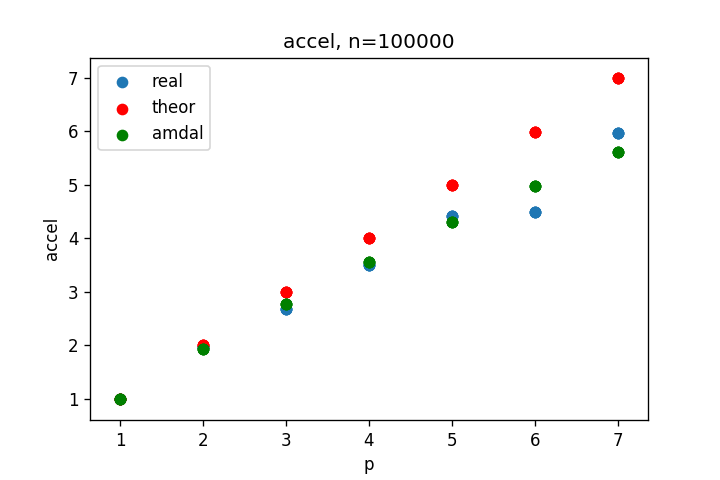 accel, n=100000
real
theor
amdal
7
6
5
4
3
2
1
accel
1 2 3 4 5 6 7
p